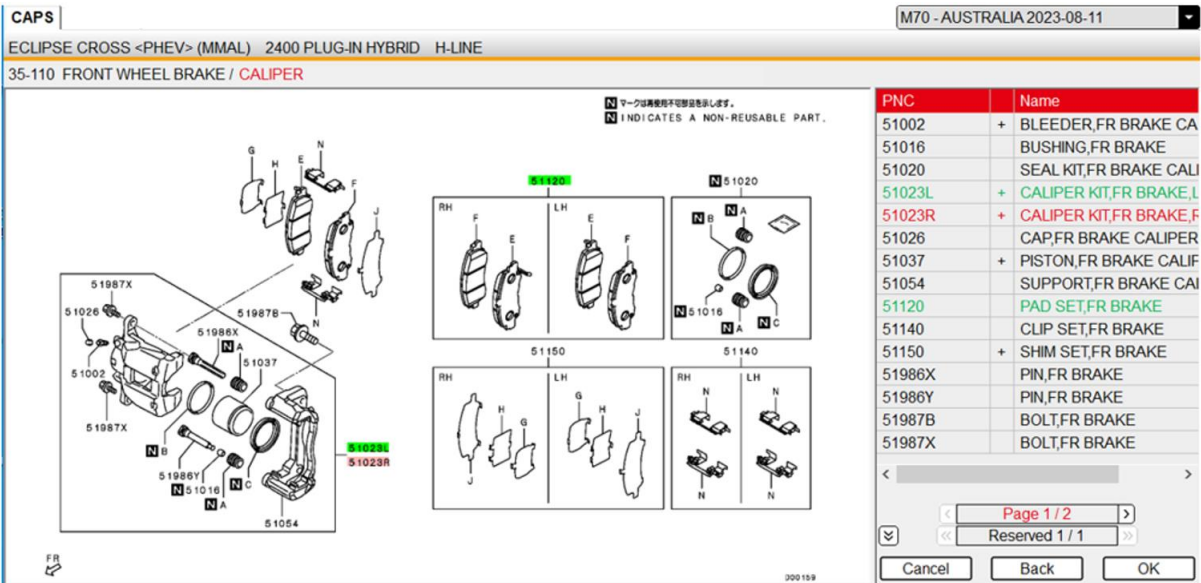 CAPS
M70 - AUSTRALIA 2023-08-11
ECLIPSE CROSS <PHEV> (MMAL) 2400 PLUG-IN HYBRID H-LINE
35-110 FRONT WHEEL BRAKE / CALIPER
N マークは再使用不可部品を示します。
N INDICATES A NON-REUSABLE PART.
G
H
E
N
F
J
N
51987X
51026
51986X
51987B
N A
51037
51002
51987X
N B
51986Y
N 51016
N A
N C
51054
51023L
51023R
FR
51120
RH
LH
F
E
E
F
N 51020
N B
N A
N 51016
N A
N C
51150
RH
LH
H
G
J
G
H
J
51140
RH
LH
N
N
N
N
000159
PNC Name
51002 + BLEEDER,FR BRAKE CA
51016 BUSHING,FR BRAKE
51020 SEAL KIT,FR BRAKE CALI
51023L + CALIPER KIT,FR BRAKE,L
51023R + CALIPER KIT,FR BRAKE,F
51026 CAP,FR BRAKE CALIPER
51037 + PISTON,FR BRAKE CALIF
51054 SUPPORT,FR BRAKE CAI
51120 PAD SET,FR BRAKE
51140 CLIP SET,FR BRAKE
51150 + SHIM SET,FR BRAKE
51986X PIN,FR BRAKE
51986Y PIN,FR BRAKE
51987B BOLT,FR BRAKE
51987X BOLT,FR BRAKE
Page 1 / 2
Reserved 1 / 1
Cancel Back OK